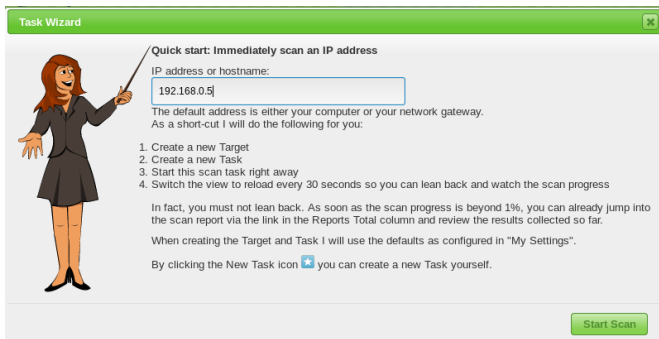 Task Wizard
Quick start: Immediately scan an IP address
IP address or hostname:
192.168.0.5
The default address is either your computer or your network gateway.
As a short-cut I will do the following for you:
1. Create a new Target
2. Create a new Task
3. Start this scan task right away
4. Switch the view to reload every 30 seconds so you can lean back and watch the scan progress
In fact, you must not lean back. As soon as the scan progress is beyond 1%, you can already jump into
the scan report via the link in the Reports Total column and review the results collected so far.
When creating the Target and Task I will use the defaults as configured in "My Settings".
By clicking the New Task icon you can create a new Task yourself.
Start Scan